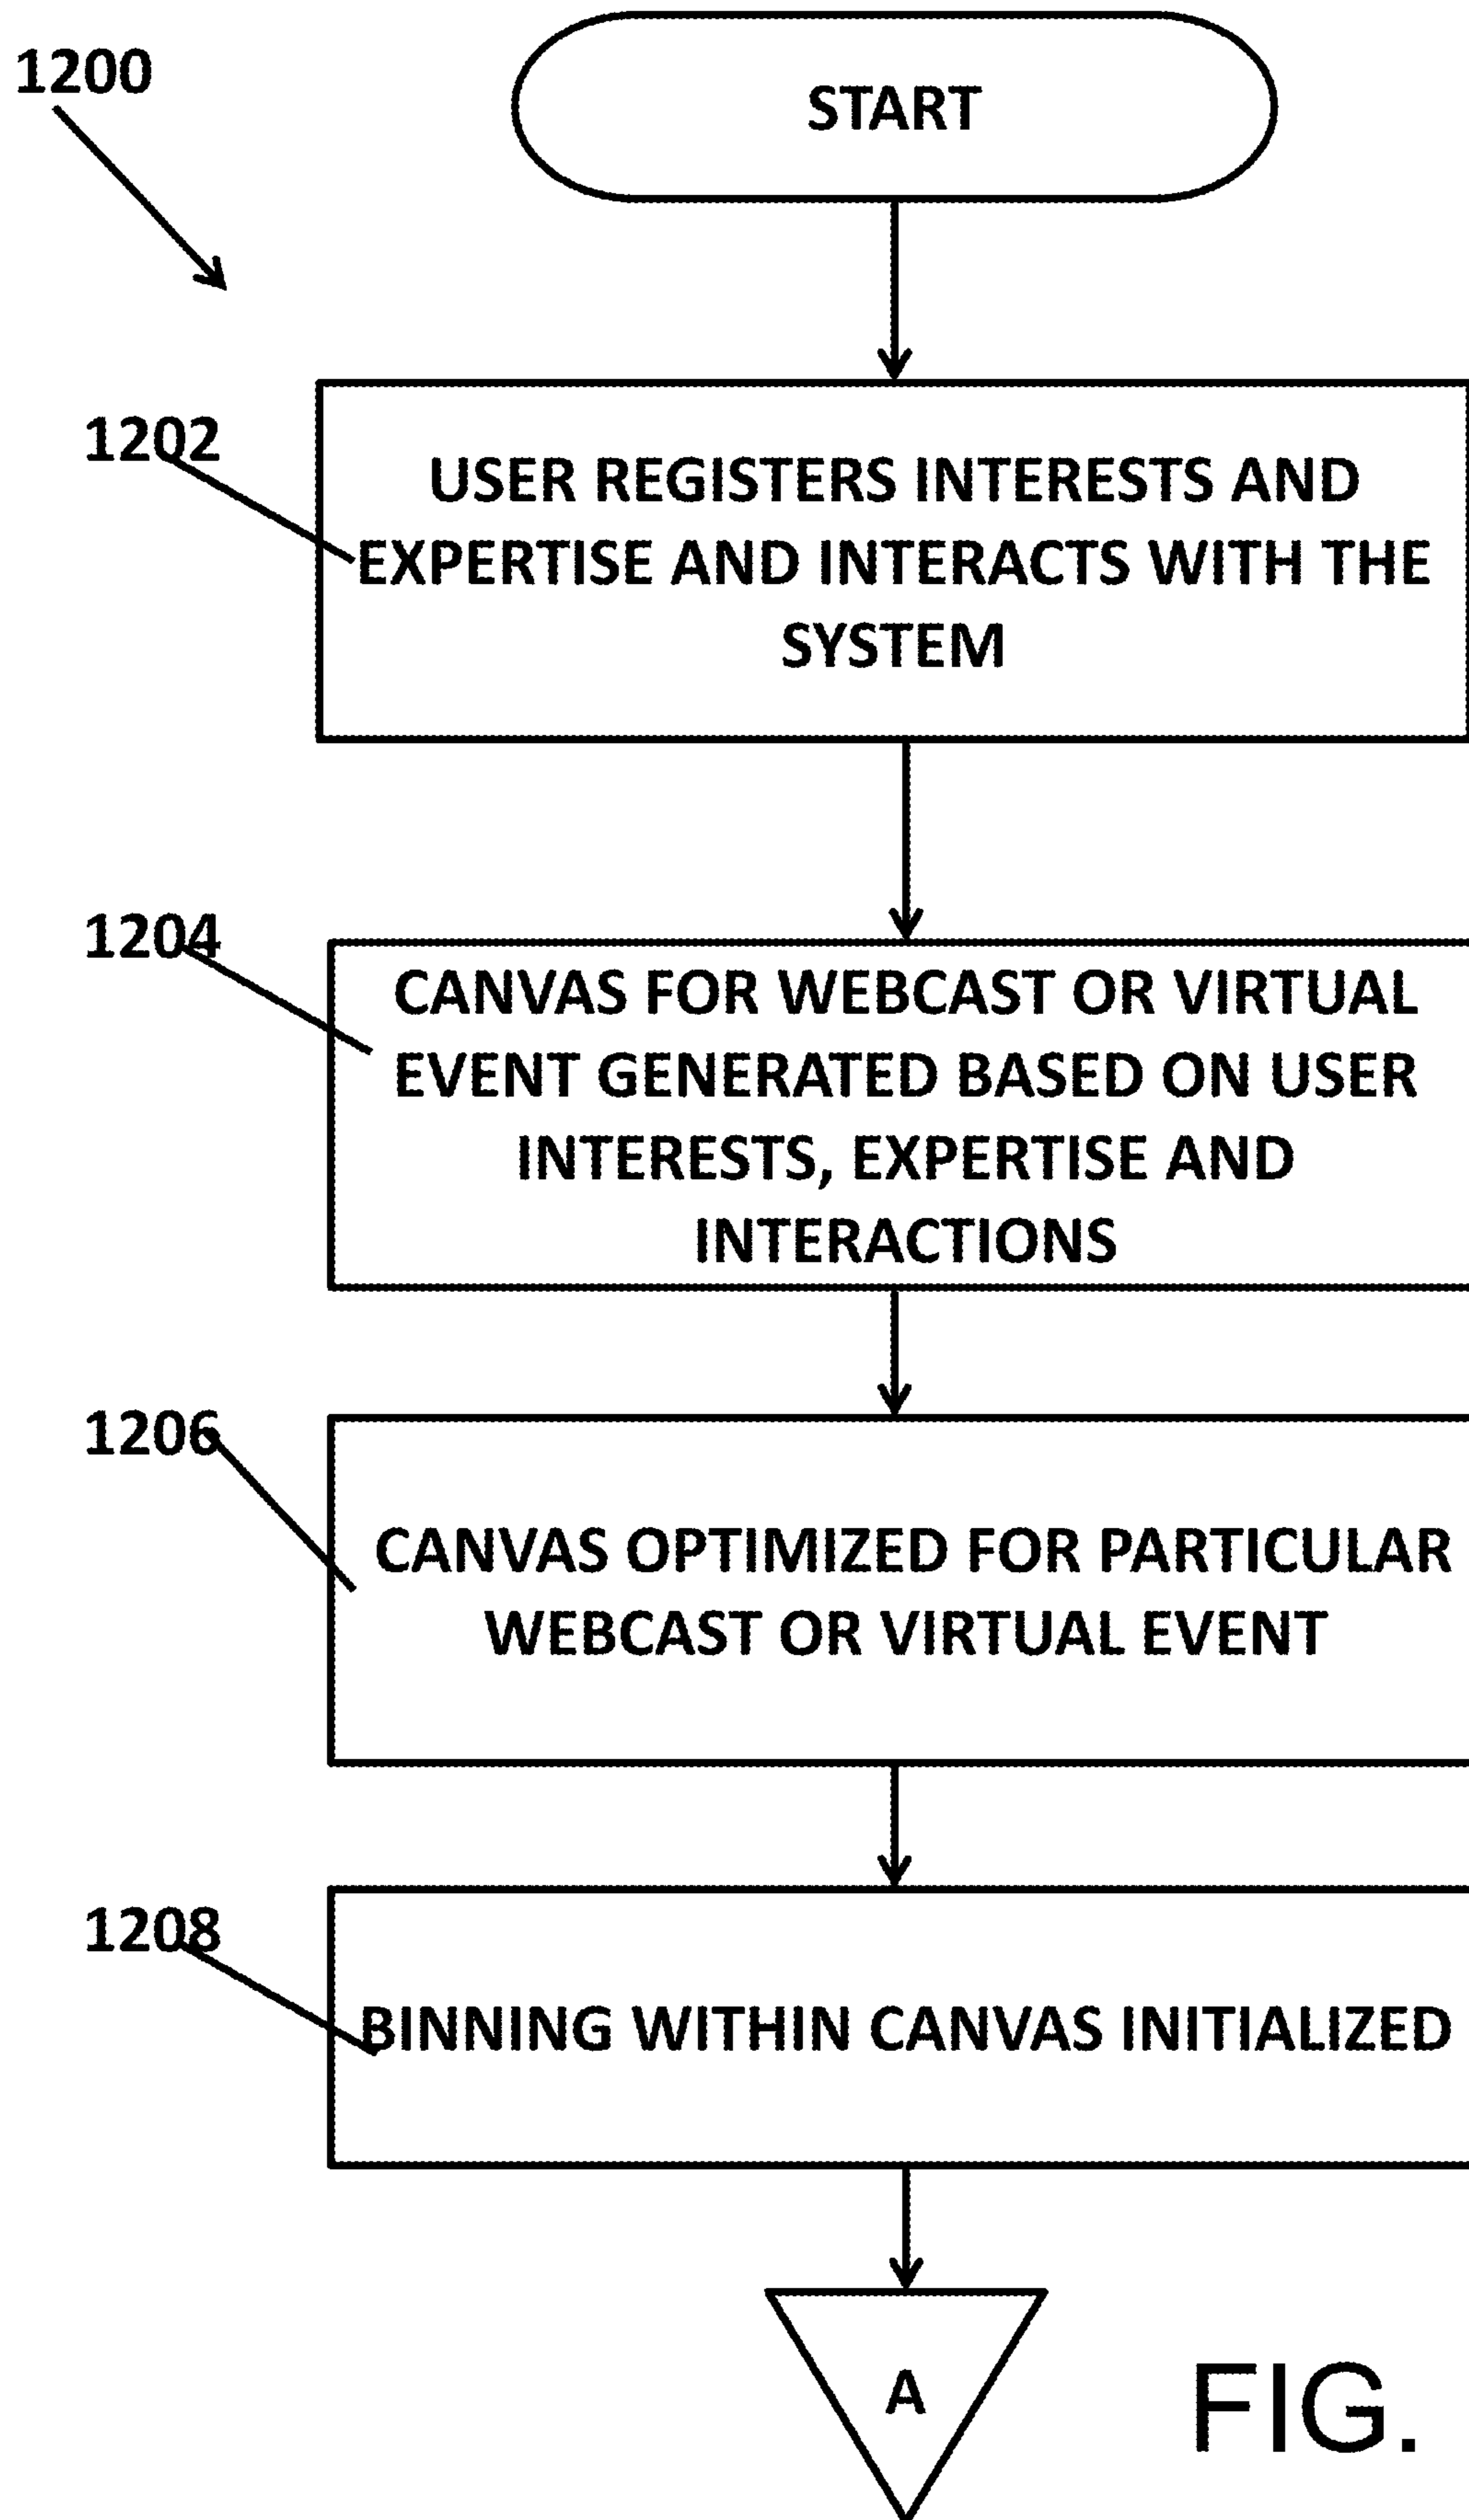 1200
START
1202
USER REGISTERS INTERESTS AND
EXPERTISE AND INTERACTS WITH THE
SYSTEM
1204
CANVAS FOR WEBCAST OR VIRTUAL
EVENT GENERATED BASED ON USER
INTERESTS, EXPERTISE AND
INTERACTIONS
1206
CANVAS OPTIMIZED FOR PARTICULAR
WEBCAST OR VIRTUAL EVENT
1208
BINNING WITHIN CANVAS INITIALIZED
A
FIG.